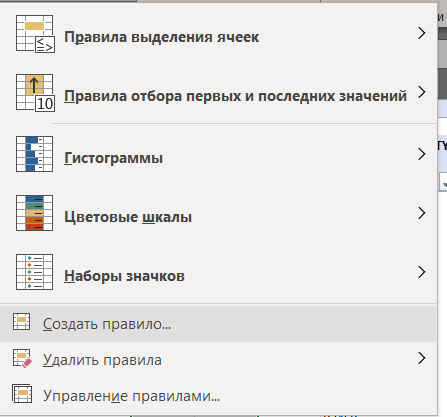 Правила выделения ячеек
Правила отбора первых и последних значений
10
Гистограммы
Цветовые шкалы
Наборы значков
Создать правило...
Удалить правила
Управление правилами...